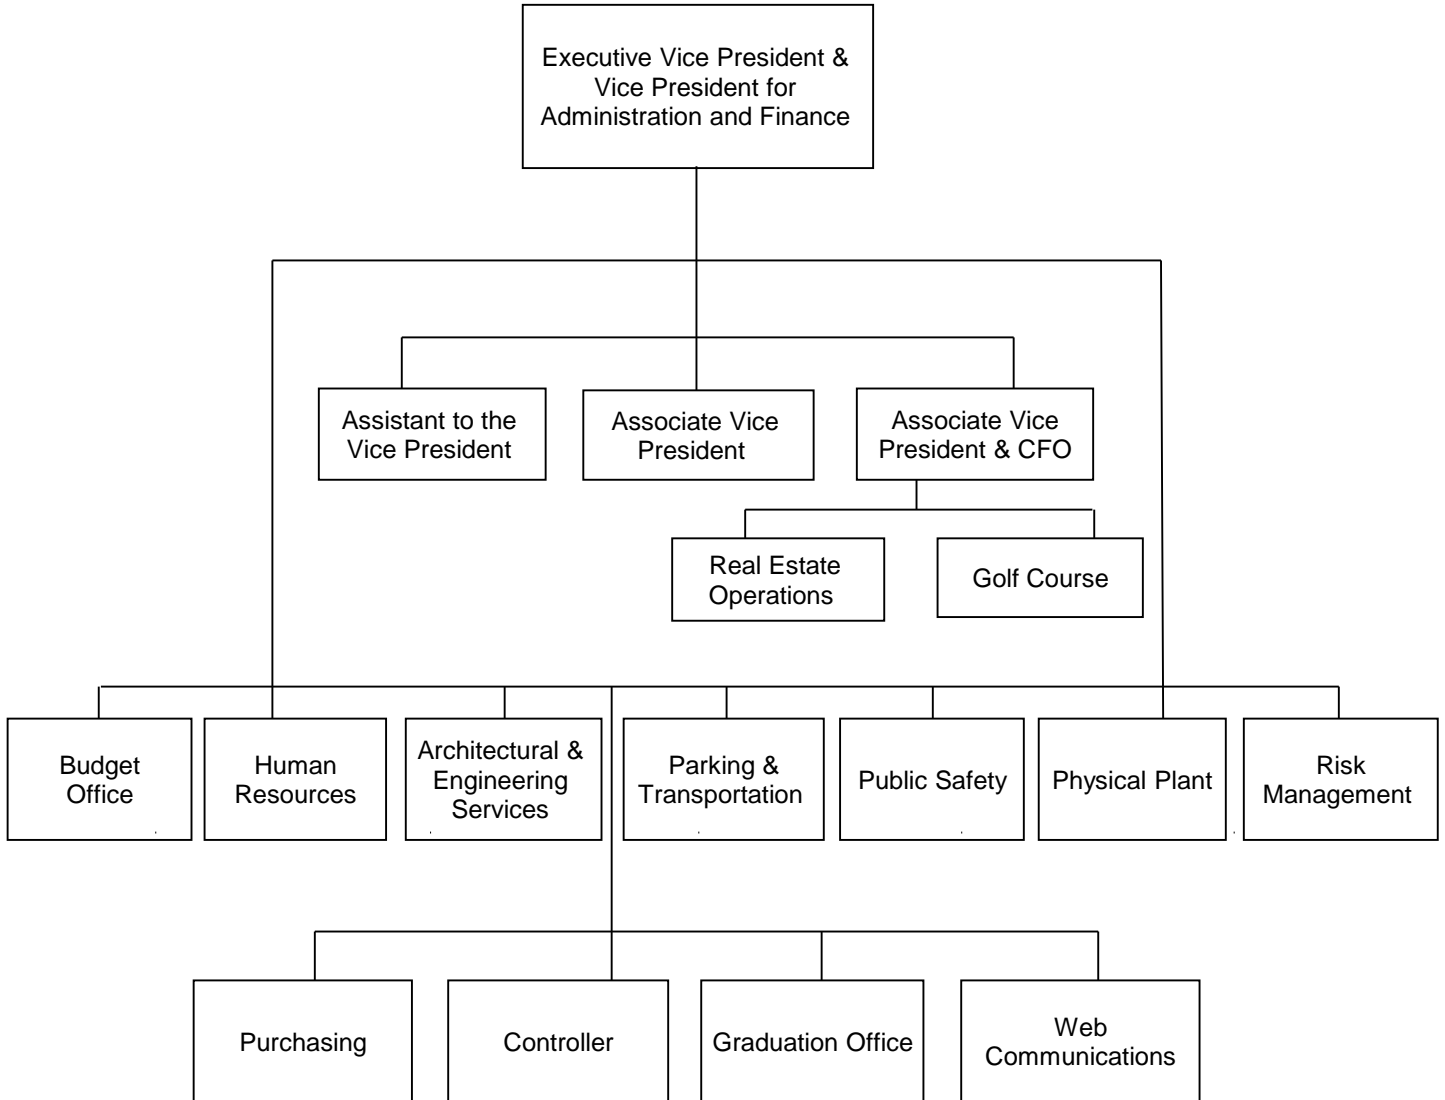 Executive Vice President &
Vice President for
Administration and Finance
Assistant to the
Vice President
Associate Vice
President
Associate Vice
President & CFO
Real Estate
Operations
Golf Course
Budget
Office
Human
Resources
Architectural &
Engineering
Services
Parking &
Transportation
Public Safety
Physical Plant
Risk
Management
Purchasing
Controller
Graduation Office
Web
Communications